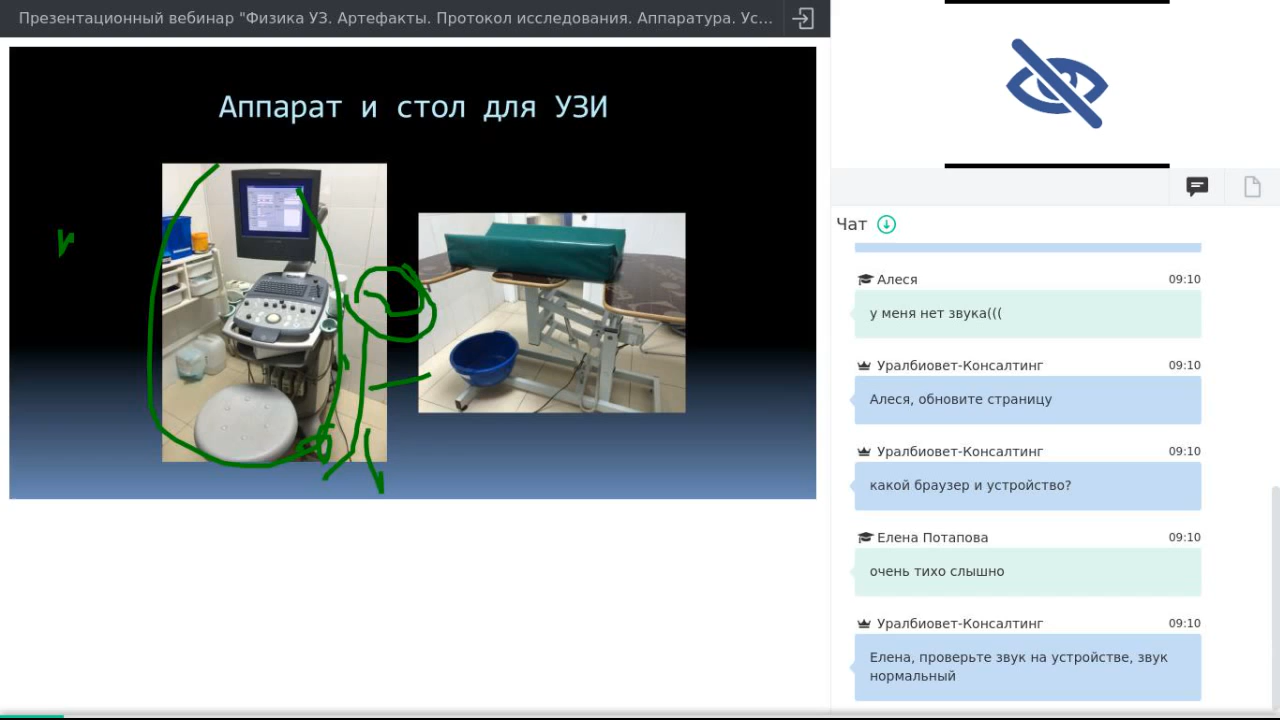 Презентационный вебинар "Физика УЗ. Артефакты. Протокол исследования. Аппаратура. Ус...
Аппарат и стол для УЗИ
Чат
Алеся 09:10
у меня нет звука(((
Уралбиовет-Консалтинг 09:10
Алеся, обновите страницу
Уралбиовет-Консалтинг 09:10
какой браузер и устройство?
Елена Потапова 09:10
очень тихо слышно
Уралбиовет-Консалтинг 09:10
Елена, проверьте звук на устройстве, звук
нормальный